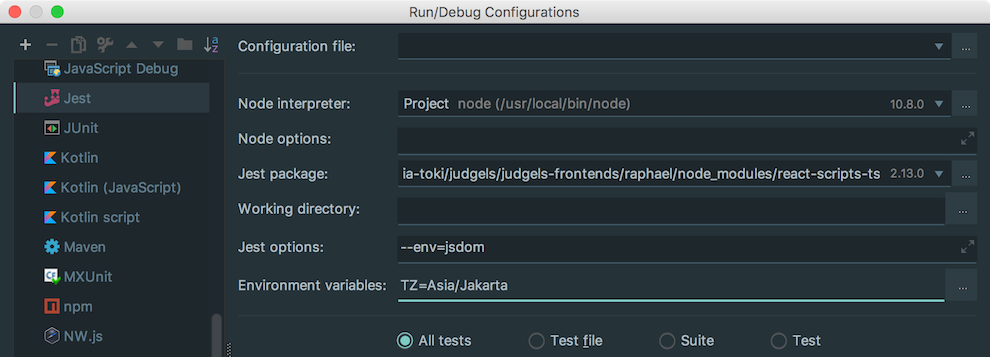 Run/Debug Configurations
JavaScript Debug
Jest
JUnit
Kotlin
Kotlin (JavaScript)
Kotlin script
Maven
MXUnit
npm
NW.js
Configuration file:
...
Node interpreter: Project node (/usr/local/bin/node) 10.8.0 ...
Node options:
Jest package: ia-toki/judgels/judgels-frontends/raphael/node_modules/react-scripts-ts 2.13.0 ...
Working directory: ...
Jest options: --env=jsdom
Environment variables: TZ=Asia/Jakarta ...
All tests Test file Suite Test